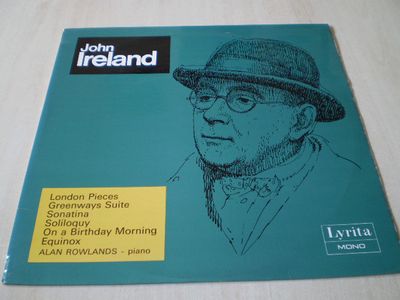 John
Ireland
London Pieces
Greenways Suite
Sonatina
Soliloquy
On a Birthday Morning
Equinox
ALAN ROWLANDS - piano
Lyrita
MONO